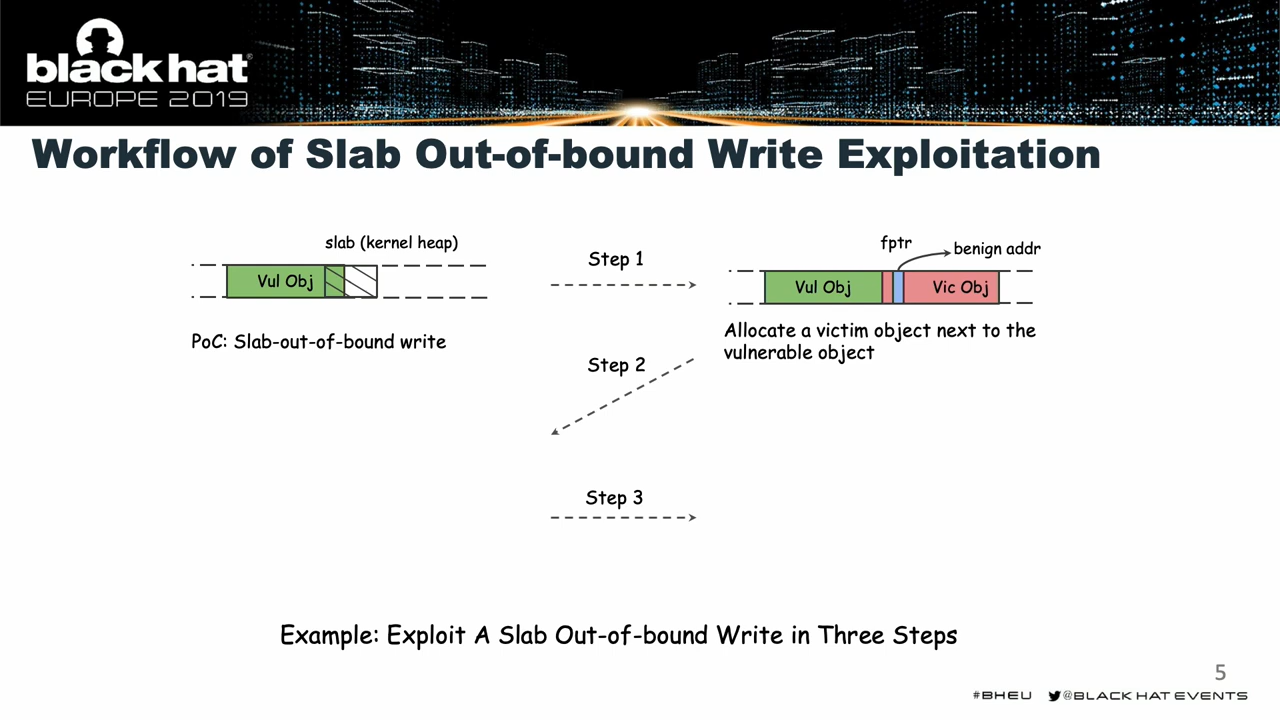 black hat
EUROPE 2019
Workflow of Slab Out-of-bound Write Exploitation
slab (kernel heap)
Vul Obj
PoC: Slab-out-of-bound write
Step 1
fptr
benign addr
Vul Obj
Vic Obj
Allocate a victim object next to the
vulnerable object
Step 2
Step 3
Example: Exploit A Slab Out-of-bound Write in Three Steps
5
#BHEU
@BLACK HAT EVENTS